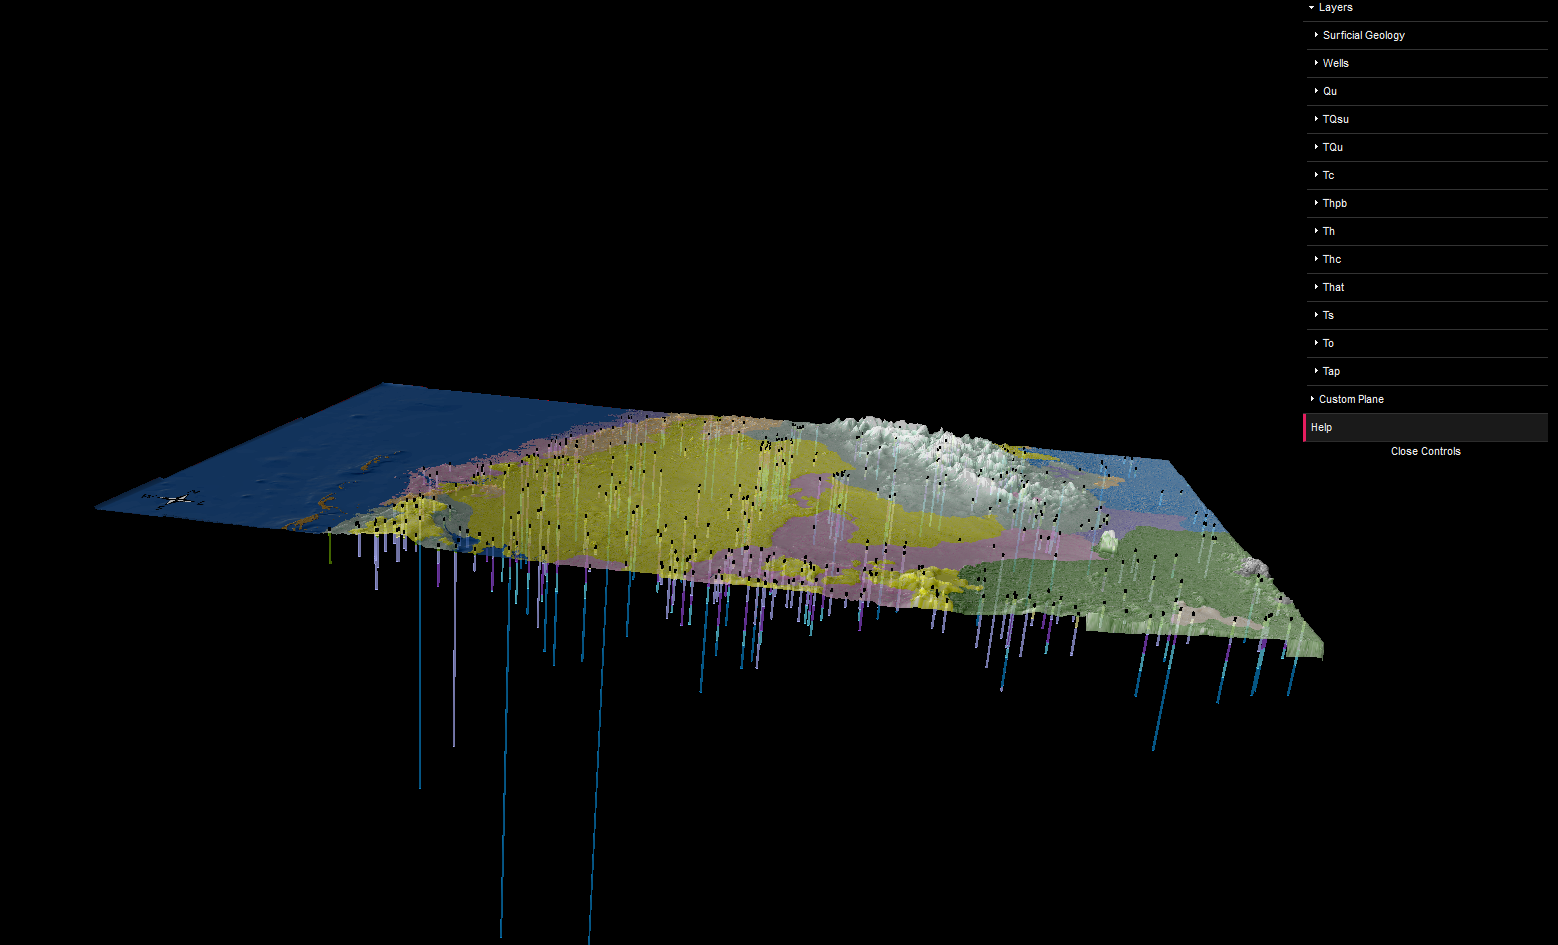 Layers
Surficial Geology
Wells
Qu
TQsu
TQu
Tc
Thpb
Th
Thc
That
Ts
To
Tap
Custom Plane
Help
Close Controls